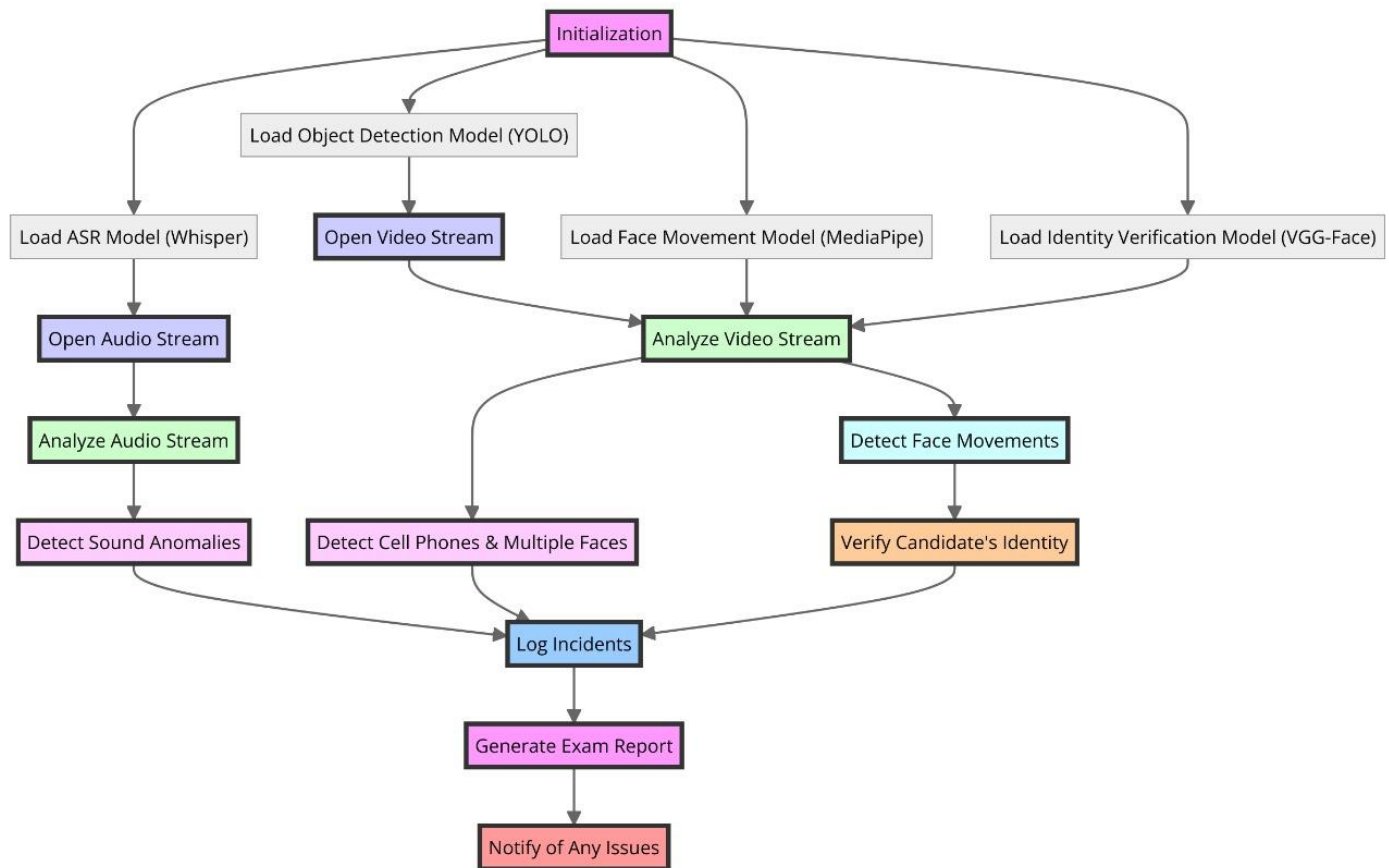 Initialization
Load Object Detection Model (YOLO)
Load ASR Model (Whisper)
Open Video Stream
Load Face Movement Model (MediaPipe)
Load Identity Verification Model (VGG-Face)
Open Audio Stream
Analyze Video Stream
Analyze Audio Stream
Detect Face Movements
Detect Sound Anomalies
Detect Cell Phones & Multiple Faces
Verify Candidate's Identity
Log Incidents
Generate Exam Report
Notify of Any Issues